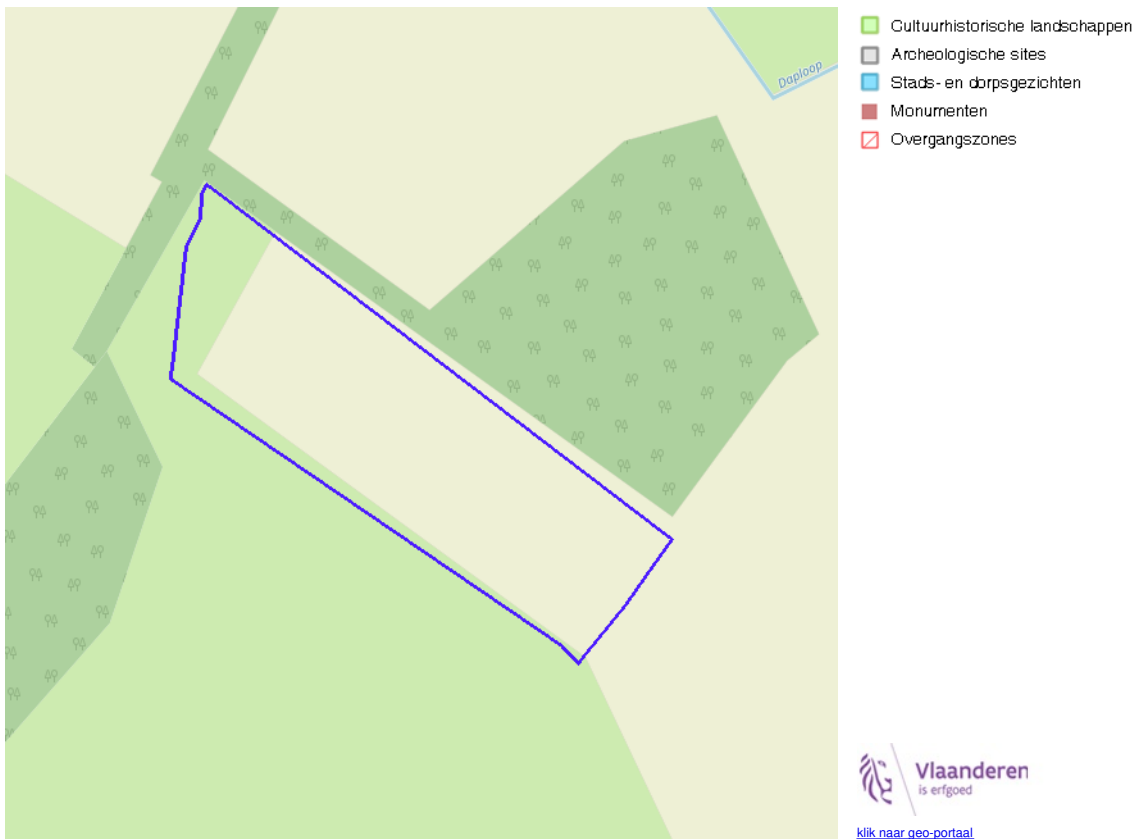 Daploop
Cultuurhistorische landschappen
Archeologische sites
Stads- en dorpsgezichten
Monumenten
Overgangszones
Vlaanderen
is erfgoed
klik naar geo-portaal